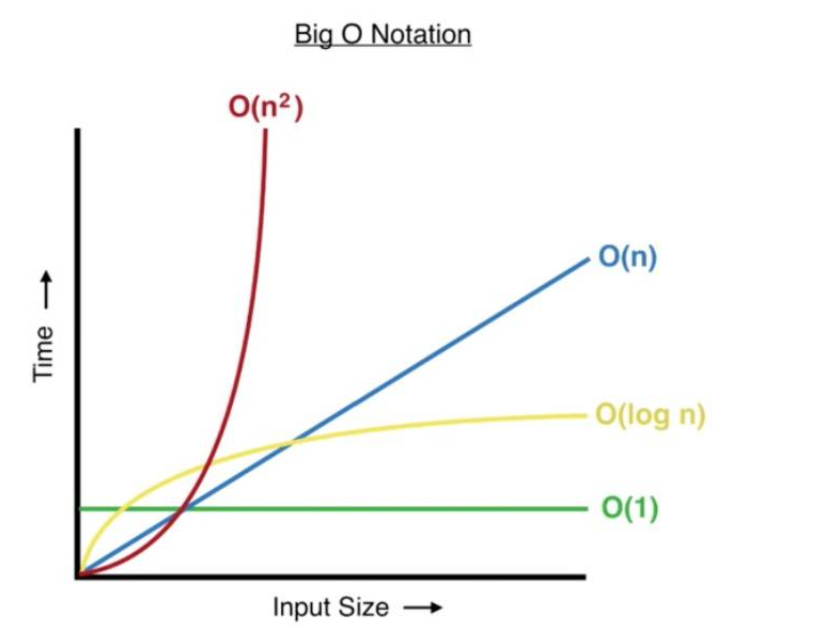 Big O Notation
O(n²)
O(n)
Time
O(log n)
O(1)
Input Size